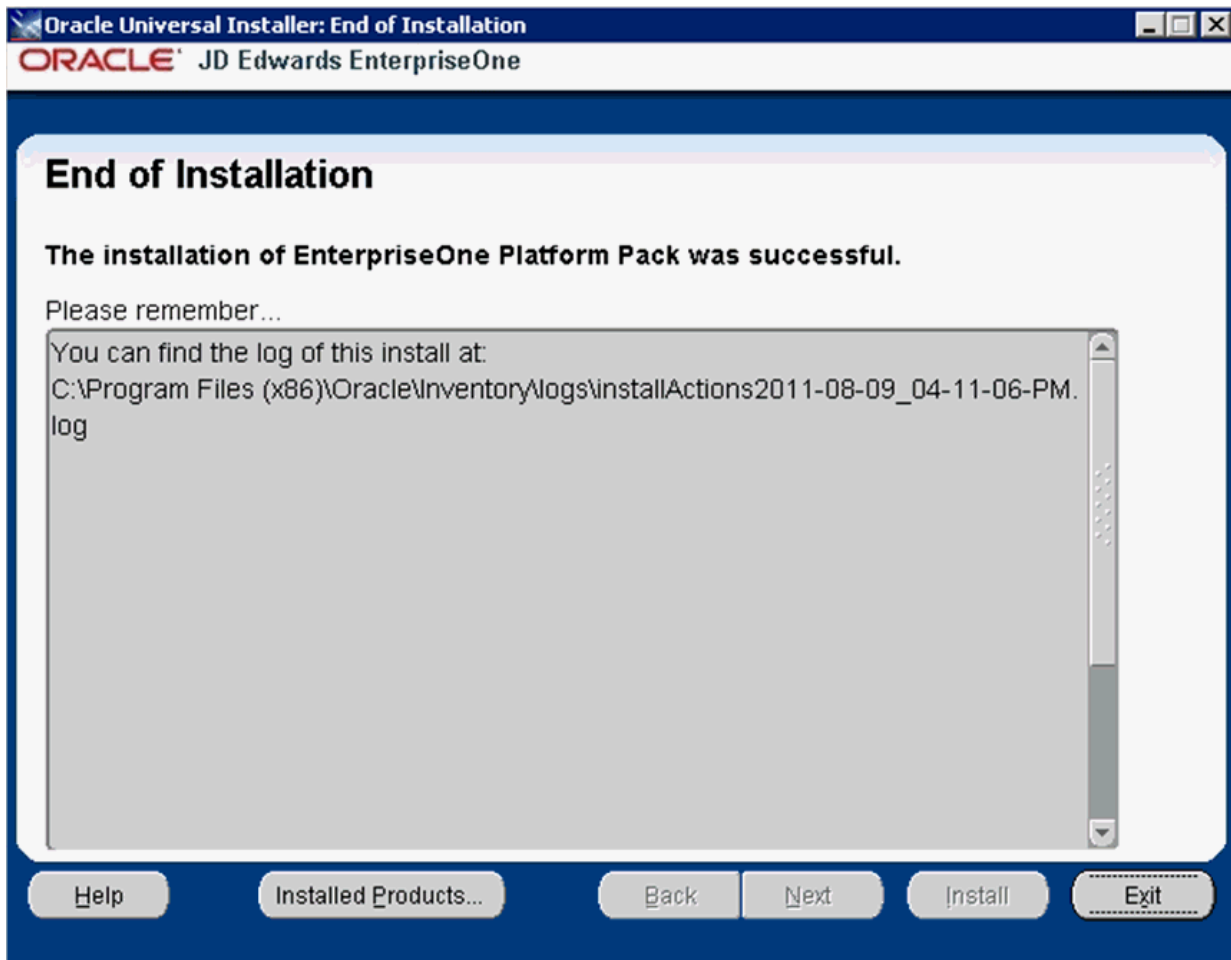 Oracle Universal Installer: End of Installation
ORACLE JD Edwards EnterpriseOne
End of Installation
The installation of EnterpriseOne Platform Pack was successful.
Please remember...
You can find the log of this install at:
C:\Program Files (x86)\Oracle\Inventory\logs\installActions2011-08-09_04-11-06-PM.
log
Help Installed Products... Back Next Install Exit